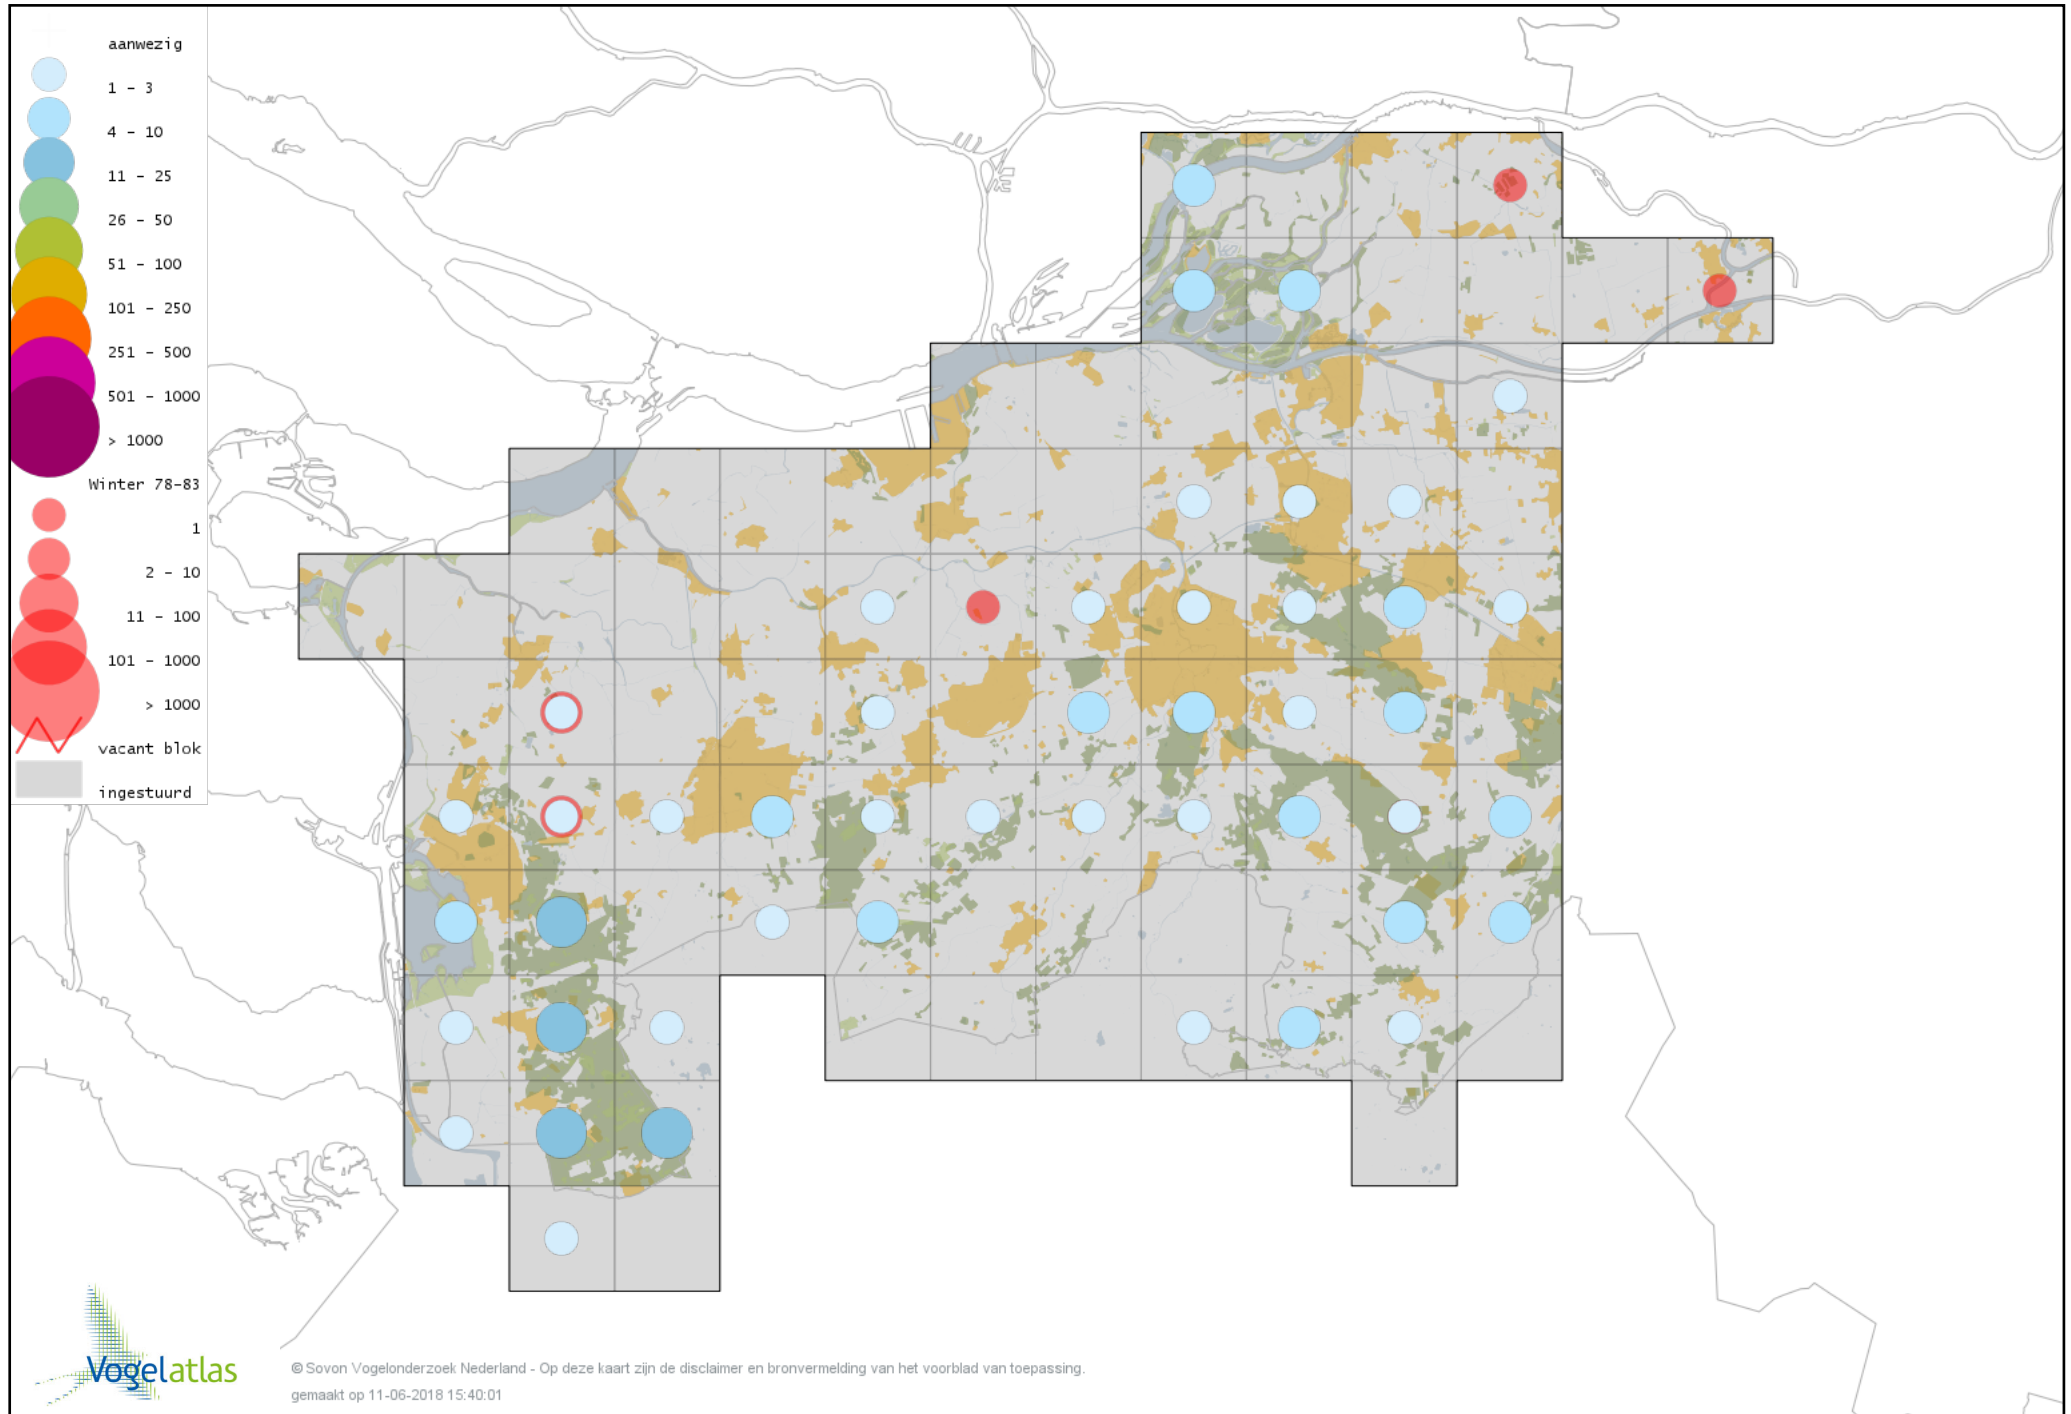 aanwezig
1 - 3
4 - 10
11 - 25
26 - 50
51 - 100
101 - 250
251 - 500
501 - 1000
> 1000
Winter 78-83
1
2 - 10
11 - 100
101 - 1000
> 1000
vacant blok
ingestuurd
Vogelatlas
© Sovon Vogelonderzoek Nederland - Op deze kaart zijn de disclaimer en bronvermelding van het voorblad van toepassing.
gemaakt op 11-06-2018 15:40:01